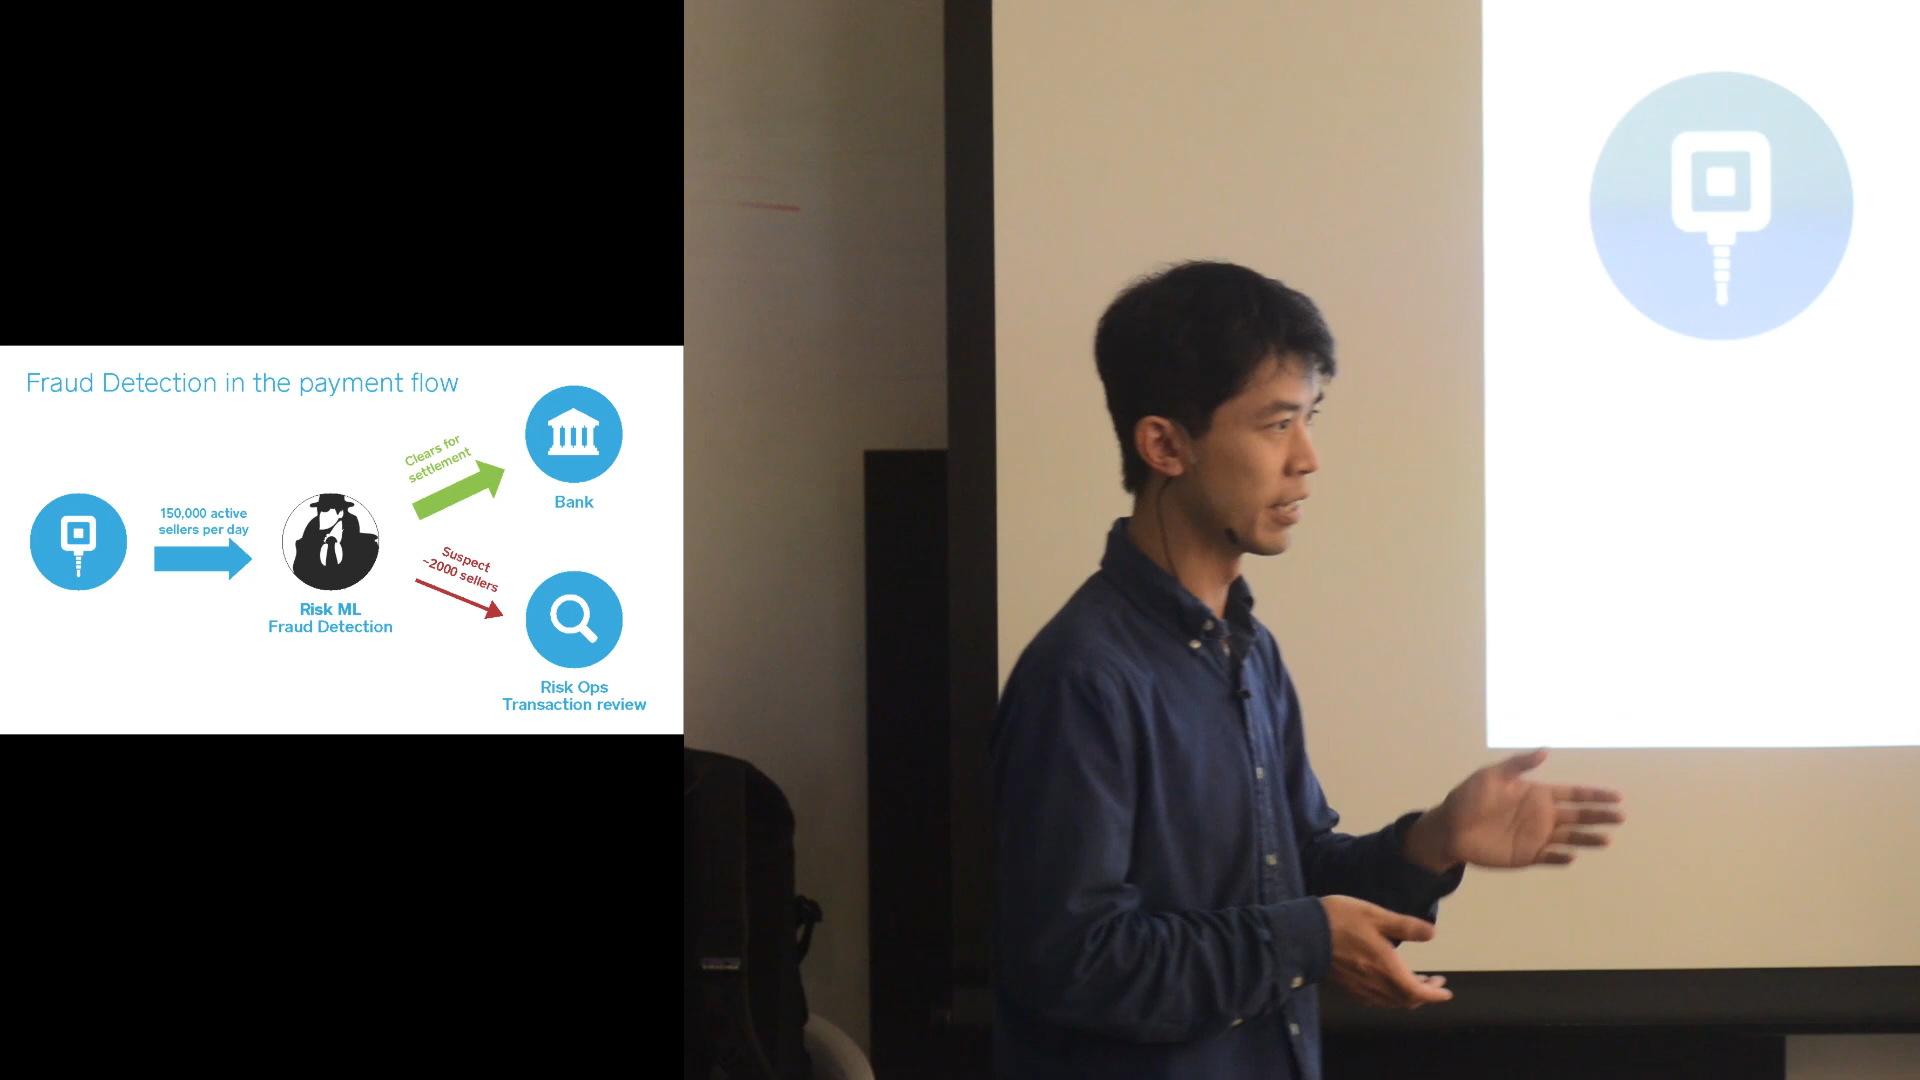 Fraud Detection in the payment flow
150,000 active
sellers per day
Risk ML
Fraud Detection
Clears for
settlement
Bank
Suspect
~2000 sellers
Risk Ops
Transaction review